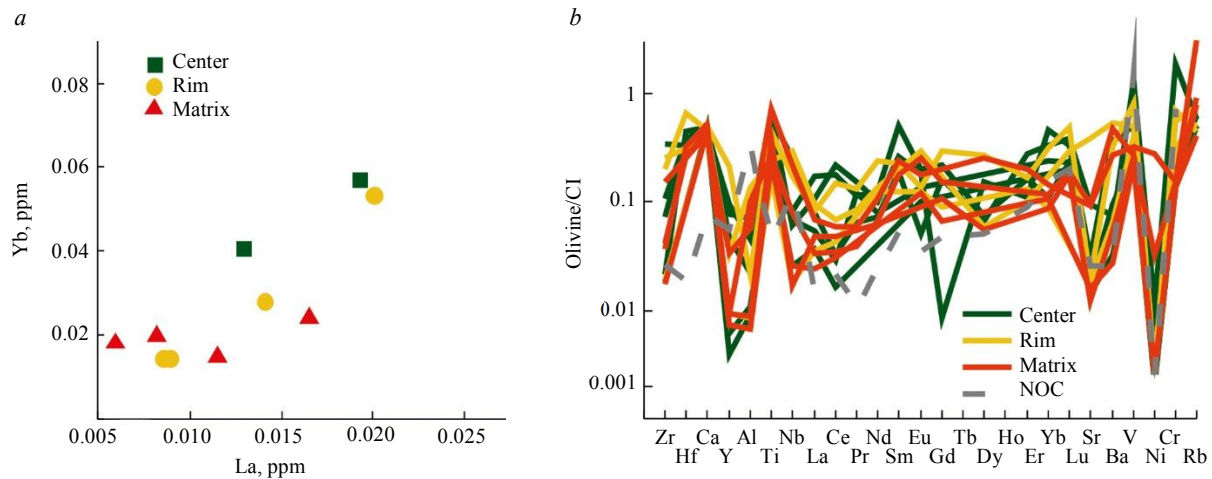 a
Center
Rim
Matrix
0.08
0.06
0.04
0.02
Yb, ppm
0.005 0.010 0.015 0.020 0.025
La, ppm
b
1
0.1
0.01
0.001
Olivine/CI
Center
Rim
Matrix
NOC
Zr Ca Al Nb Ce Nd Eu Tb Ho Yb Sr V Cr
Hf Y Ti La Pr Sm Gd Dy Er Lu Ba Ni Rb